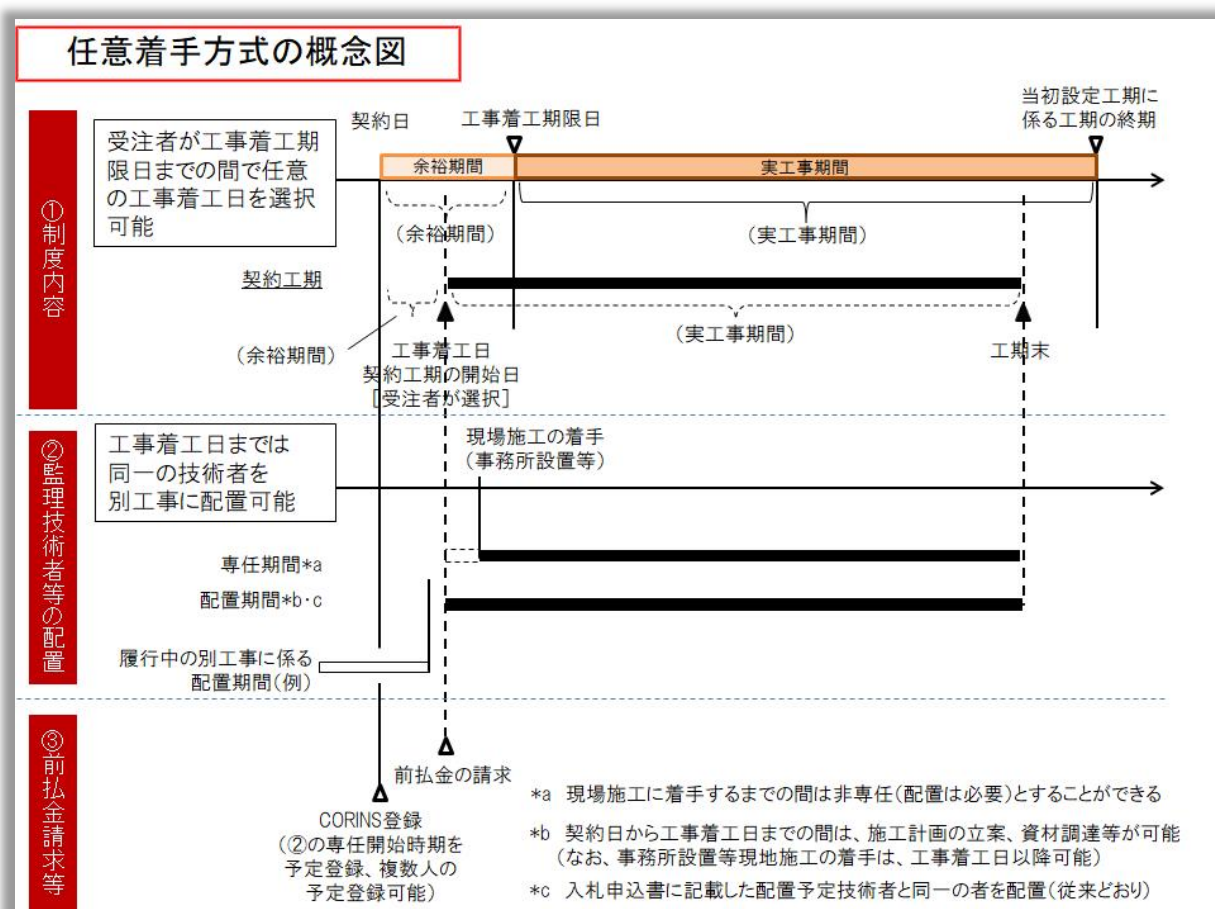 任意着手方式の概念図
①制度内容
受注者が工事着工期
限日までの間で任意
の工事着工日を選択
可能
契約日
工事着工期限日
当初設定工期に
係る工期の終期
余裕期間
実工事期間
(余裕期間)
(実工事期間)
契約工期
(余裕期間)
(実工事期間)
工事着工日
契約工期の開始日
[受注者が選択]
工期末
②監理技術者等の配置
工事着工日までは
同一の技術者を
別工事に配置可能
現場施工の着手
(事務所設置等)
専任期間*a
配置期間*b・c
履行中の別工事に係る
配置期間(例)
③前払金請求等
前払金の請求
CORINS登録
(②の専任開始時期を
予定登録、複数人の
予定登録可能)
*a 現場施工に着手するまでの間は非専任(配置は必要)とすることができる
*b 契約日から工事着工日までの間は、施工計画の立案、資材調達等が可能
(なお、事務所設置等現地施工の着手は、工事着工日以降可能)
*c 入札申込書に記載した配置予定技術者と同一の者を配置(従来どおり)